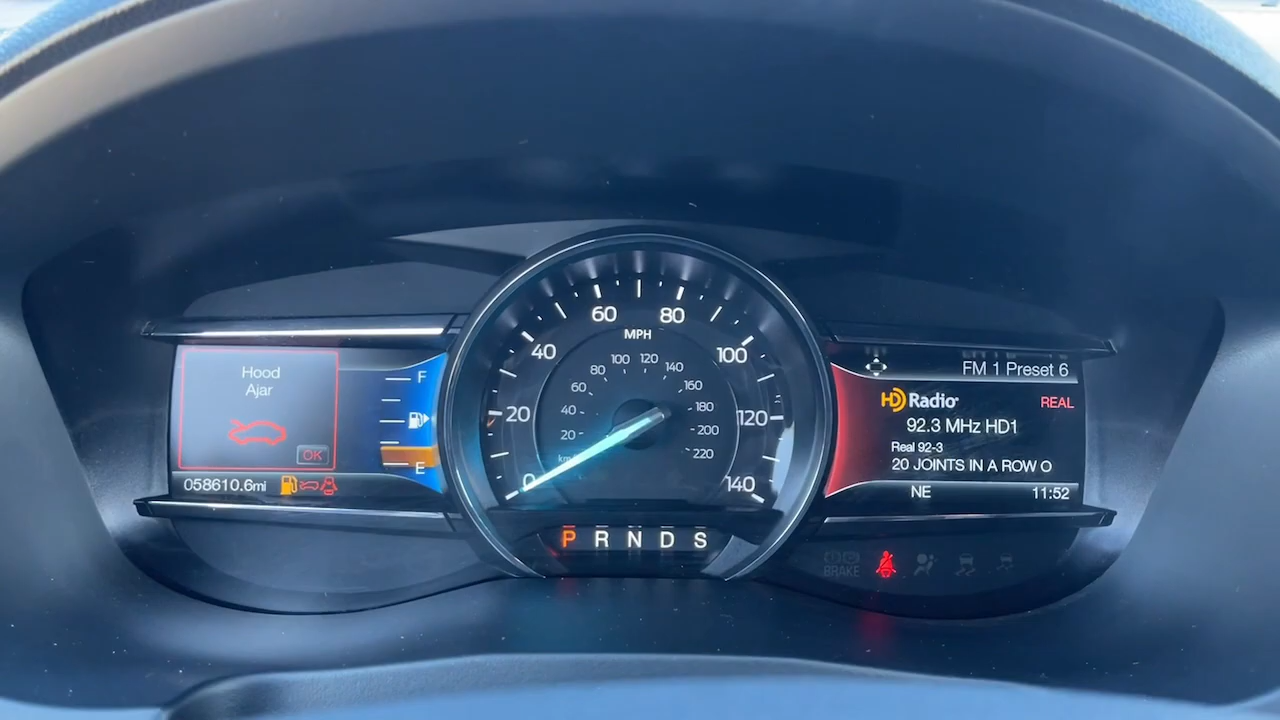 Hood
Ajar
OK
058610.6mi
F
E
0
20
40
60
80
100
120
140
MPH
20
40
60
80
100
120
140
160
180
200
220
P R N D S
FM 1 Preset 6
HD Radio
REAL
92.3 MHz HD1
Real 92-3
20 JOINTS IN A ROW O
NE
11:52
BRAKE